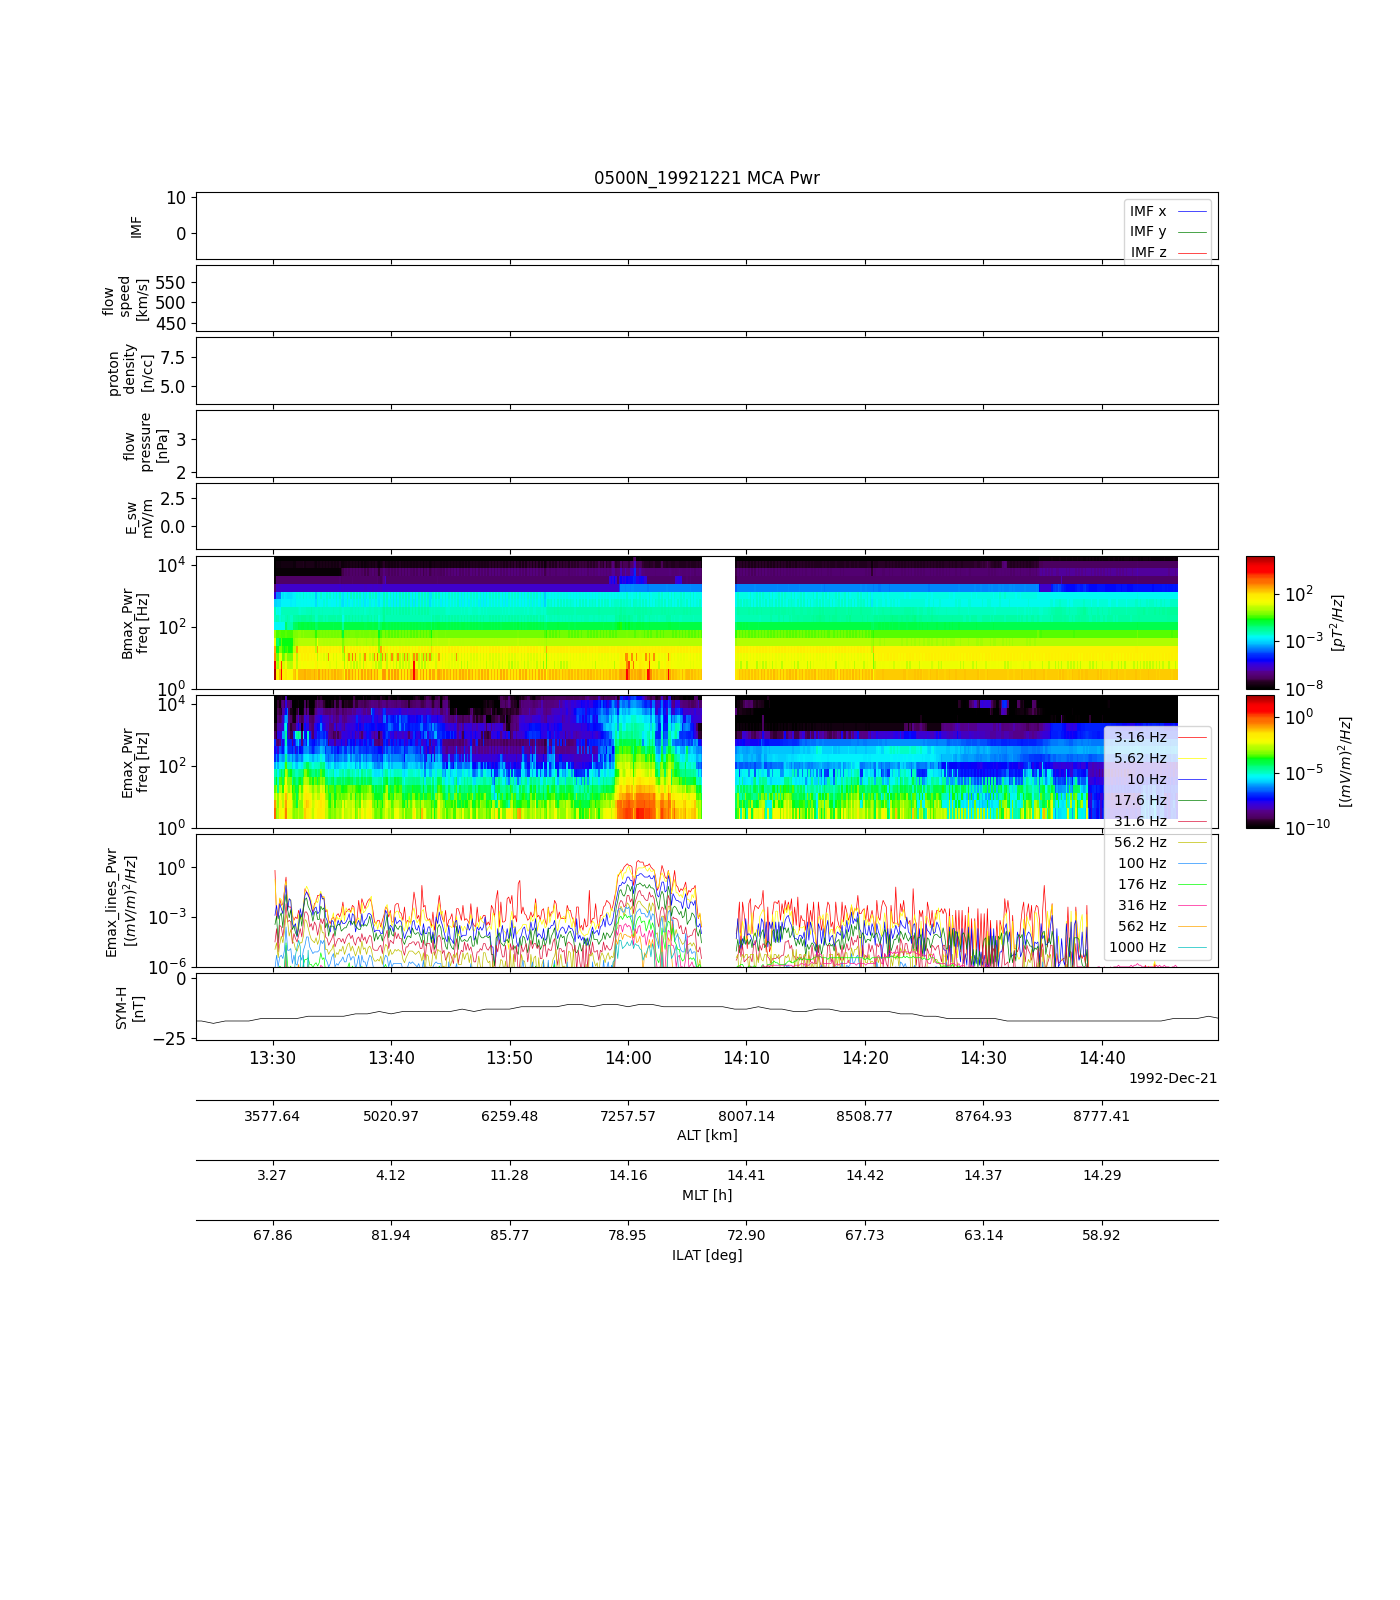 0500N_19921221 MCA Pwr
10
0
IMF
IMF x
IMF y
IMF z
550
500
450
flow
speed
[km/s]
7.5
5.0
proton
density
[n/cc]
3
2
flow
pressure
[nPa]
2.5
0.0
E_sw
mV/m
10^4
10^2
10^0
Bmax_Pwr
freq [Hz]
10^2
10^-3
10^-8
[pT^2/Hz]
10^4
10^2
10^0
Emax_Pwr
freq [Hz]
10^0
10^-5
10^-10
[(mV/m)^2/Hz]
3.16 Hz
5.62 Hz
10 Hz
17.6 Hz
31.6 Hz
56.2 Hz
100 Hz
176 Hz
316 Hz
562 Hz
1000 Hz
10^0
10^-3
10^-6
Emax_lines_Pwr
[(mV/m)^2/Hz]
0
−25
SYM-H
[nT]
13:30 13:40 13:50 14:00 14:10 14:20 14:30 14:40
1992-Dec-21
3577.64 5020.97 6259.48 7257.57 8007.14 8508.77 8764.93 8777.41
ALT [km]
3.27 4.12 11.28 14.16 14.41 14.42 14.37 14.29
MLT [h]
67.86 81.94 85.77 78.95 72.90 67.73 63.14 58.92
ILAT [deg]